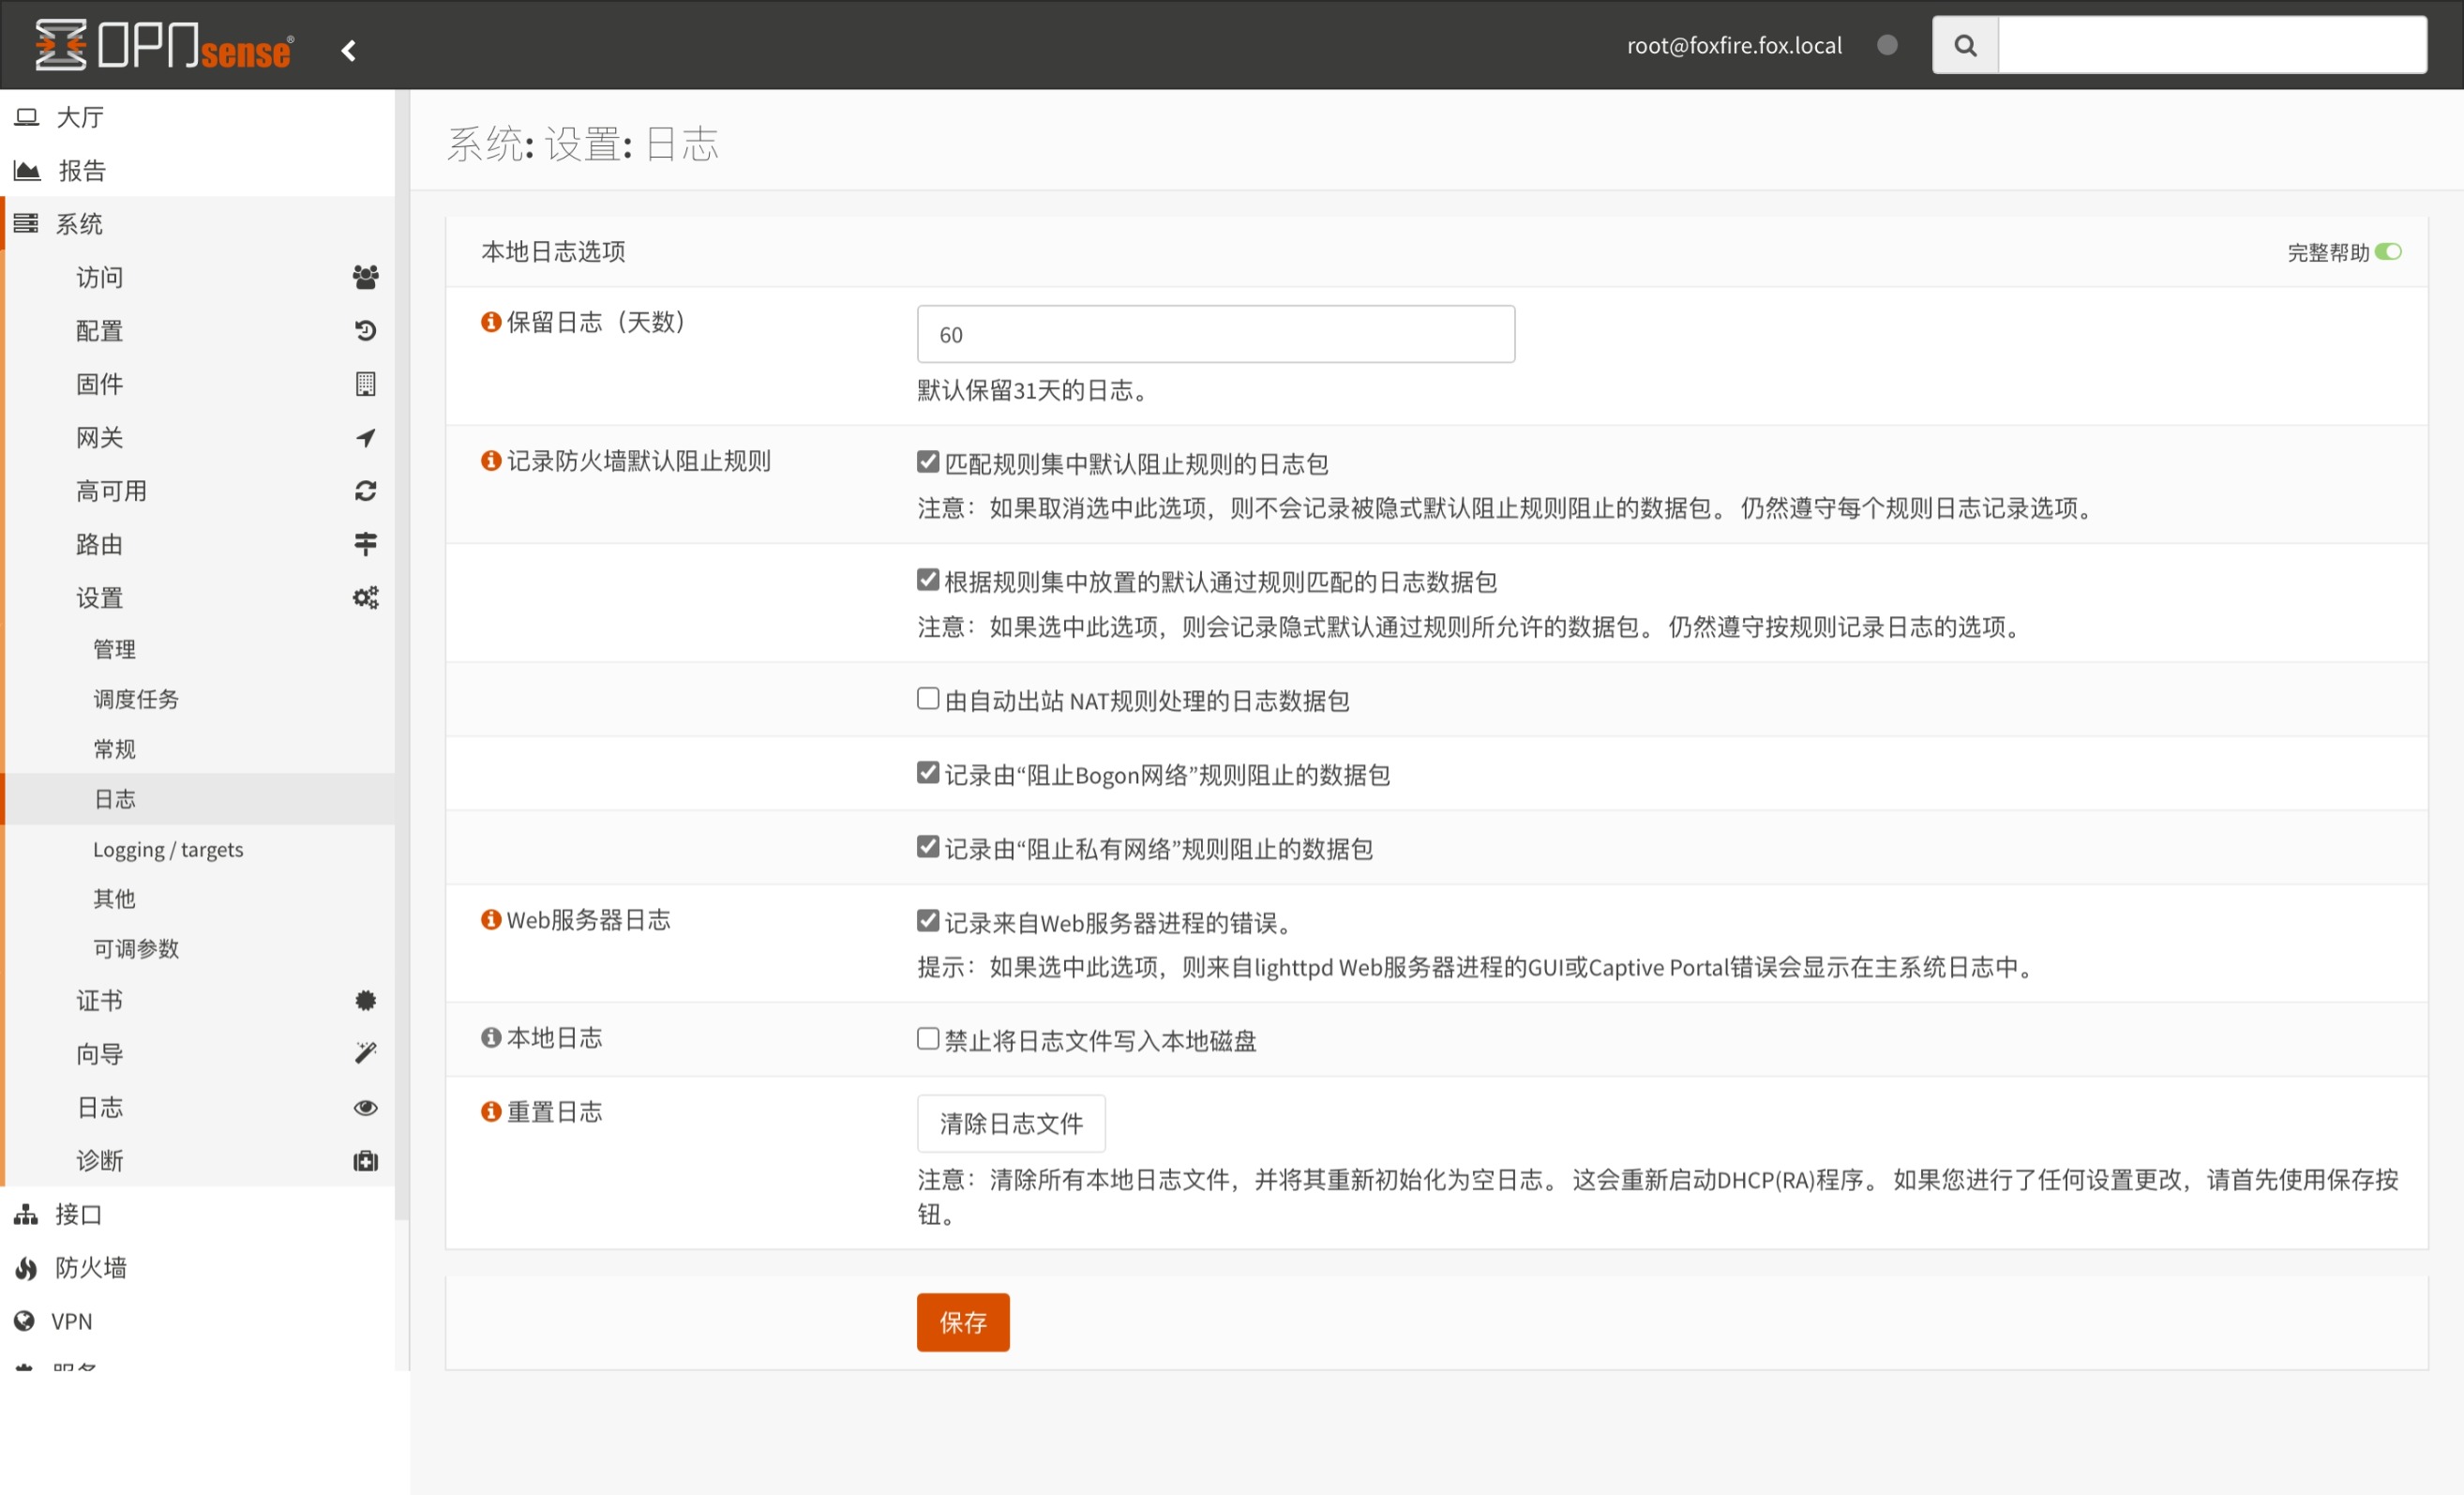 OPNsense®
root@foxfire.fox.local
大厅
报告
系统
访问
配置
固件
网关
高可用
路由
设置
管理
调度任务
常规
日志
Logging / targets
其他
可调参数
证书
向导
日志
诊断
接口
防火墙
VPN
系统: 设置: 日志
本地日志选项
完整帮助
保留日志（天数）
60
默认保留31天的日志。
记录防火墙默认阻止规则
匹配规则集中默认阻止规则的日志包
注意：如果取消选中此选项，则不会记录被隐式默认阻止规则阻止的数据包。 仍然遵守每个规则日志记录选项。
根据规则集中放置的默认通过规则匹配的日志数据包
注意：如果选中此选项，则会记录隐式默认通过规则所允许的数据包。 仍然遵守按规则记录日志的选项。
由自动出站 NAT规则处理的日志数据包
记录由“阻止Bogon网络”规则阻止的数据包
记录由“阻止私有网络”规则阻止的数据包
Web服务器日志
记录来自Web服务器进程的错误。
提示：如果选中此选项，则来自lighttpd Web服务器进程的GUI或Captive Portal错误会显示在主系统日志中。
本地日志
禁止将日志文件写入本地磁盘
重置日志
清除日志文件
注意：清除所有本地日志文件，并将其重新初始化为空日志。 这会重新启动DHCP(RA)程序。 如果您进行了任何设置更改，请首先使用保存按
钮。
保存